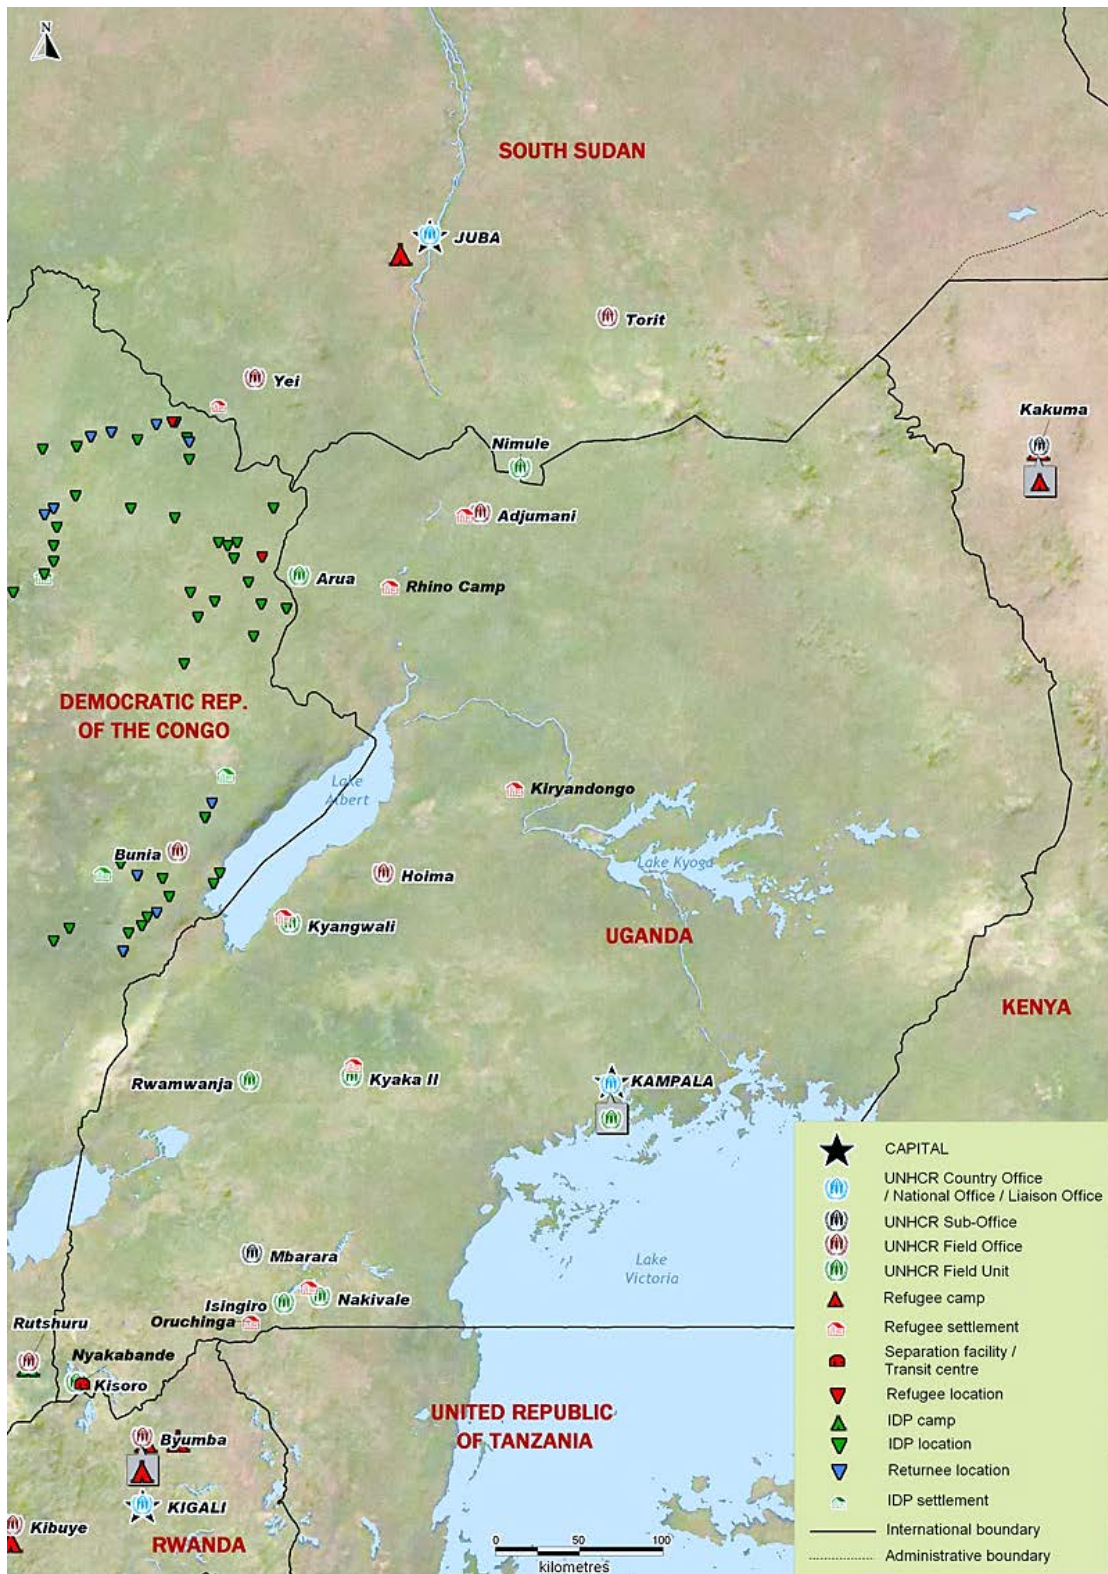 N
SOUTH SUDAN
JUBA
Torit
Yei
Kakuma
Nimule
Adjumani
Arua
Rhino Camp
DEMOCRATIC REP.
OF THE CONGO
Lake
Albert
Kiryandongo
Bunia
Lake Kyoga
Hoima
Kyangwali
UGANDA
KENYA
Rwamwanja
Kyaka II
KAMPALA
CAPITAL
UNHCR Country Office
/ National Office / Liaison Office
UNHCR Sub-Office
UNHCR Field Office
UNHCR Field Unit
Refugee camp
Refugee settlement
Separation facility /
Transit centre
Refugee location
IDP camp
IDP location
Returnee location
IDP settlement
International boundary
Administrative boundary
Mbarara
Lake
Victoria
Isingiro
Nakivale
Oruchinga
Rutshuru
Nyakabande
Kisoro
UNITED REPUBLIC
OF TANZANIA
Byumba
KIGALI
Kibuye
RWANDA
0 50 100
kilometres